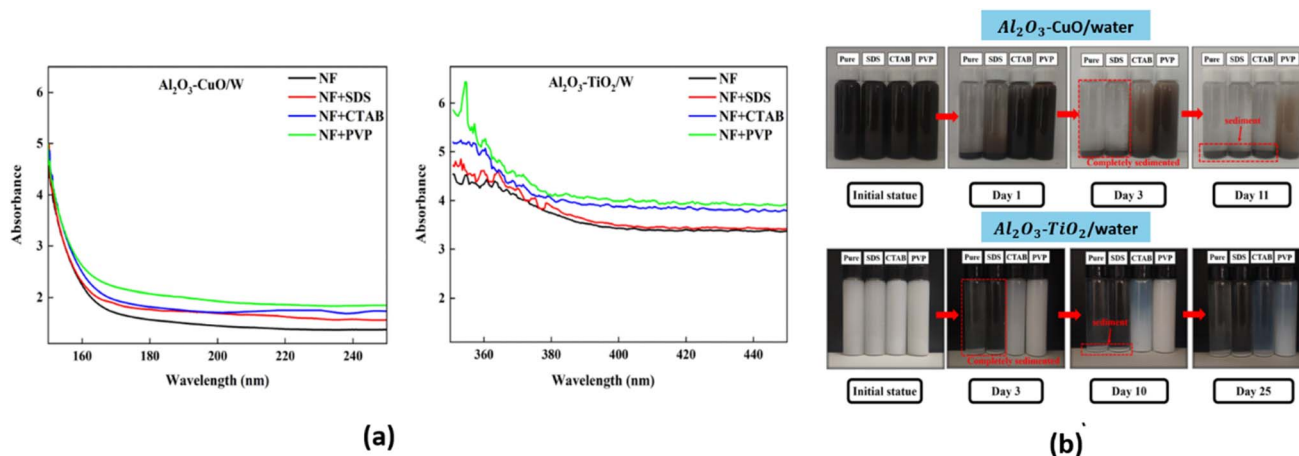 (a)
Al₂O₃-CuO/W
NF
NF+SDS
NF+CTAB
NF+PVP
Absorbance
6
5
4
3
2
160 180 200 220 240
Wavelength (nm)
Al₂O₃-TiO₂/W
NF
NF+SDS
NF+CTAB
NF+PVP
Absorbance
6
5
4
3
2
360 380 400 420 440
Wavelength (nm)
(a)
(b)
Al₂O₃-CuO/water
Pure SDS CTAB PVP
Pure SDS CTAB PVP
Pure SDS CTAB PVP
Pure SDS CTAB PVP
sediment
Completely sedimented
Initial statue
Day 1
Day 3
Day 11
Al₂O₃-TiO₂/water
Pure SDS CTAB PVP
Pure SDS CTAB PVP
Pure SDS CTAB PVP
Pure SDS CTAB PVP
sediment
Completely sedimented
Initial statue
Day 3
Day 10
Day 25
(b)